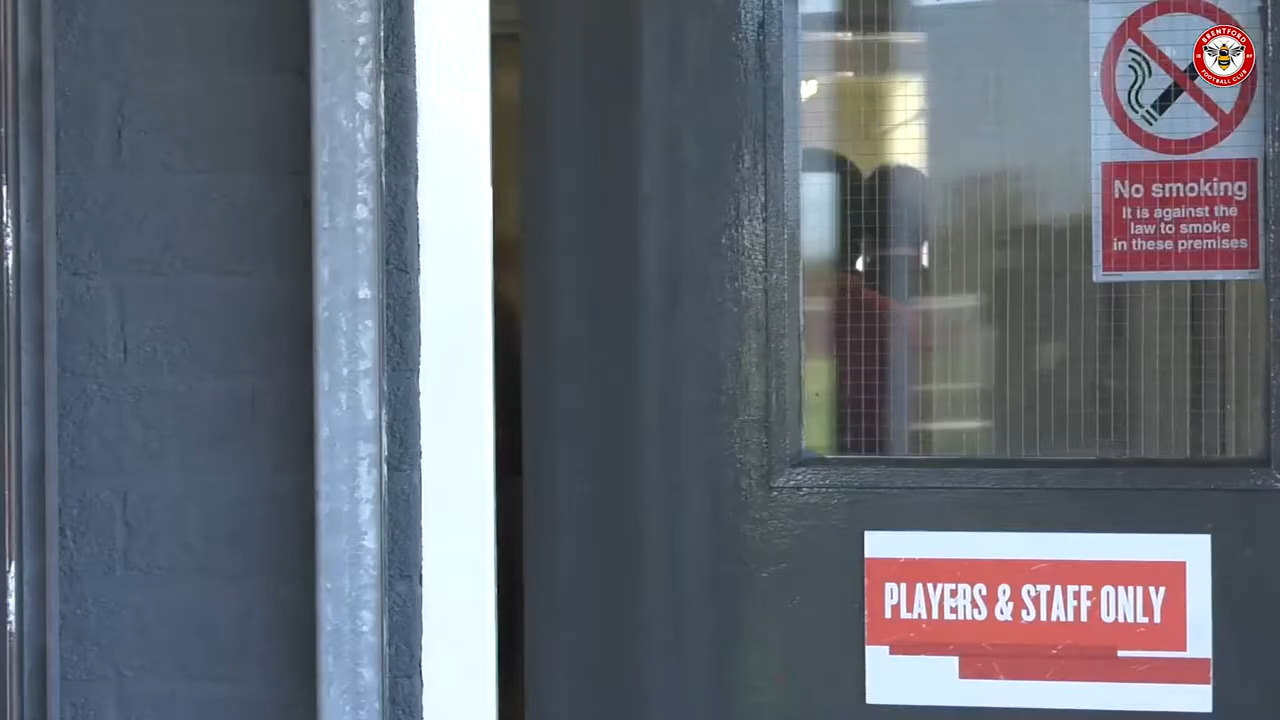 BRENTFORD
FOOTBALL CLUB
No smoking
It is against the
law to smoke
in these premises
PLAYERS & STAFF ONLY